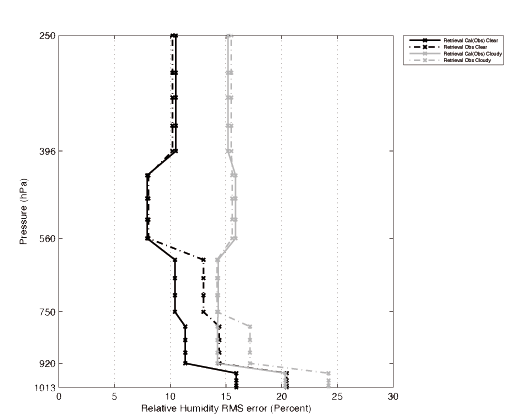 250
396
560
750
920
1013
Pressure (hPa)
0 5 10 15 20 25 30
Relative Humidity RMS error (Percent)
Retrieval Cal(Obs) Clear
Retrieval Obs Clear
Retrieval Cal(Obs) Cloudy
Retrieval Obs Cloudy